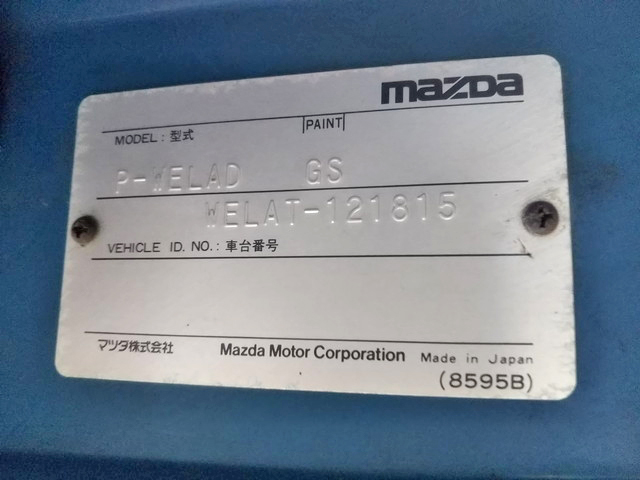 mazda
MODEL: 型式 PAINT
P-WELAD GS
WELAT-121815
VEHICLE ID. NO.: 車台番号
マツダ株式会社 Mazda Motor Corporation Made in Japan
(8595B)